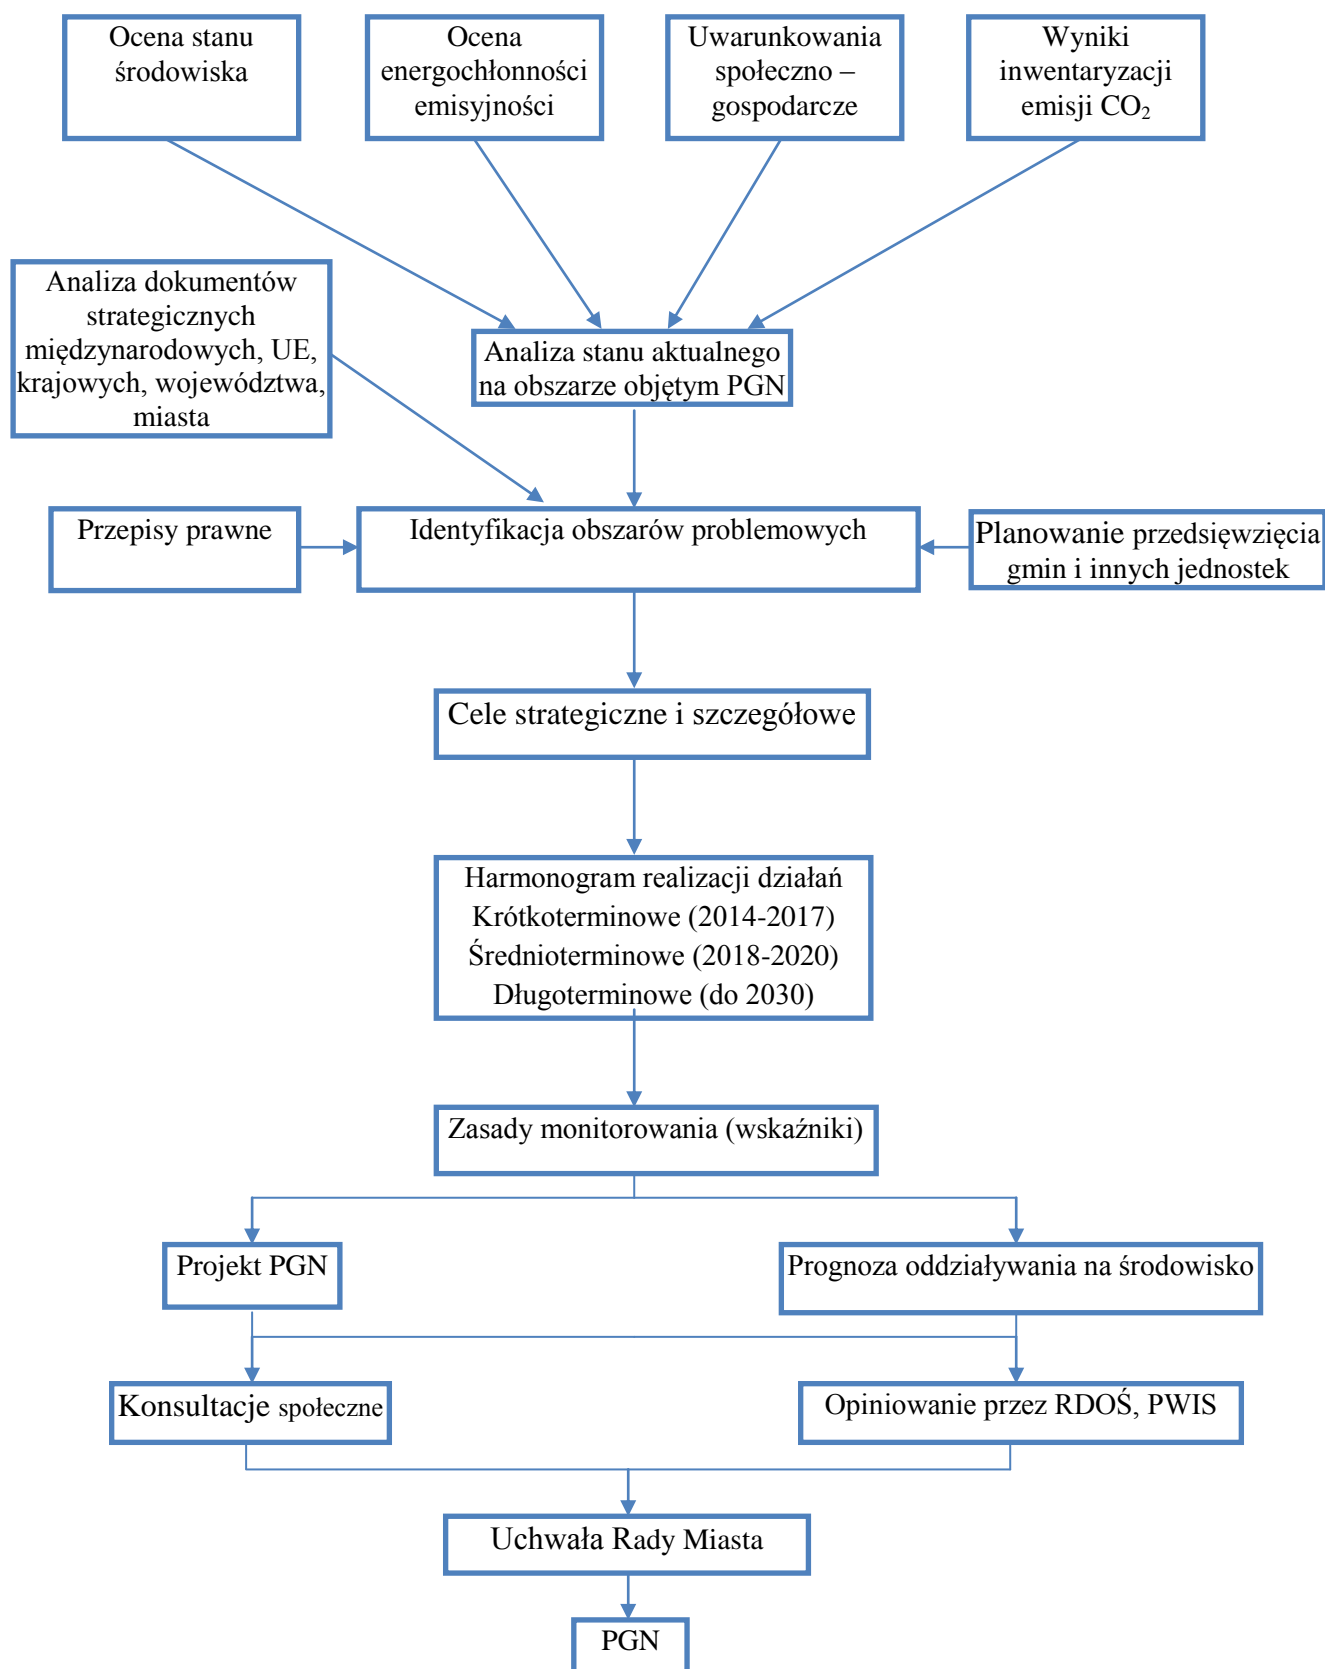 Ocena stanu
środowiska
Ocena
energochłonności
emisyjności
Uwarunkowania
społeczno –
gospodarcze
Wyniki
inwentaryzacji
emisji CO₂
Analiza dokumentów
strategicznych
międzynarodowych, UE,
krajowych, województwa,
miasta
Analiza stanu aktualnego
na obszarze objętym PGN
Przepisy prawne
Identyfikacja obszarów problemowych
Planowanie przedsięwzięcia
gmin i innych jednostek
Cele strategiczne i szczegółowe
Harmonogram realizacji działań
Krótkoterminowe (2014-2017)
Średnioterminowe (2018-2020)
Długoterminowe (do 2030)
Zasady monitorowania (wskaźniki)
Projekt PGN
Prognoza oddziaływania na środowisko
Konsultacje społeczne
Opiniowanie przez RDOŚ, PWIS
Uchwała Rady Miasta
PGN